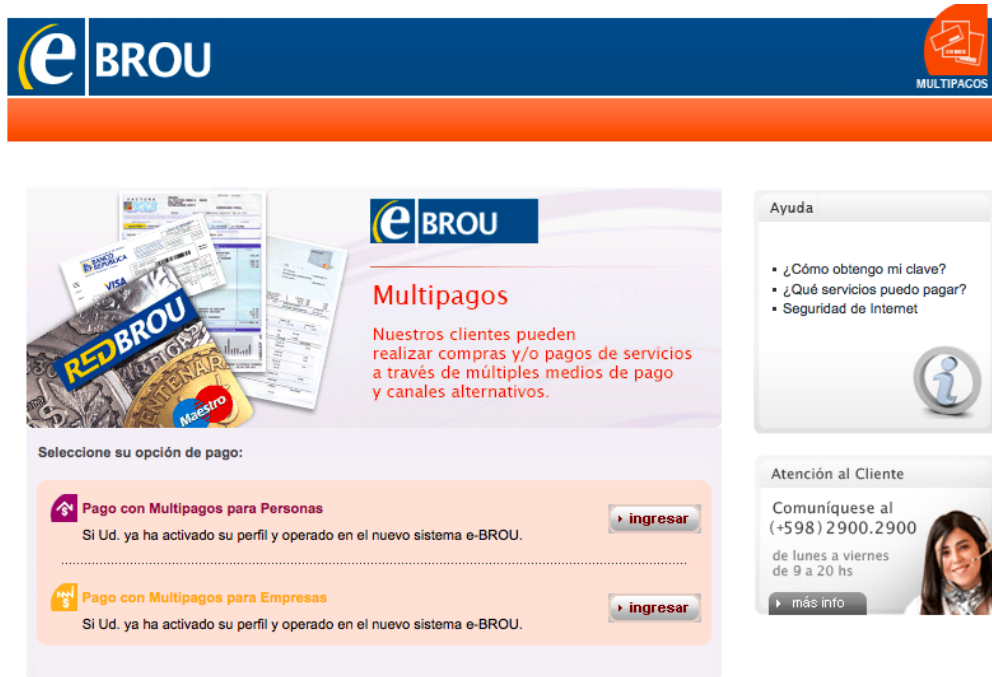 e BROU
MULTIPAGOS
BANCO
REPUBLICA
VISA
REDBROU
Maestro
e BROU
Multipagos
Nuestros clientes pueden
realizar compras y/o pagos de servicios
a través de múltiples medios de pago
y canales alternativos.
Seleccione su opción de pago:
Pago con Multipagos para Personas
Si Ud. ya ha activado su perfil y operado en el nuevo sistema e-BROU.
ingresar
Pago con Multipagos para Empresas
Si Ud. ya ha activado su perfil y operado en el nuevo sistema e-BROU.
ingresar
Ayuda
▪ ¿Cómo obtengo mi clave?
▪ ¿Qué servicios puedo pagar?
▪ Seguridad de Internet
Atención al Cliente
Comuníquese al
(+598) 2900.2900
de lunes a viernes
de 9 a 20 hs
más info